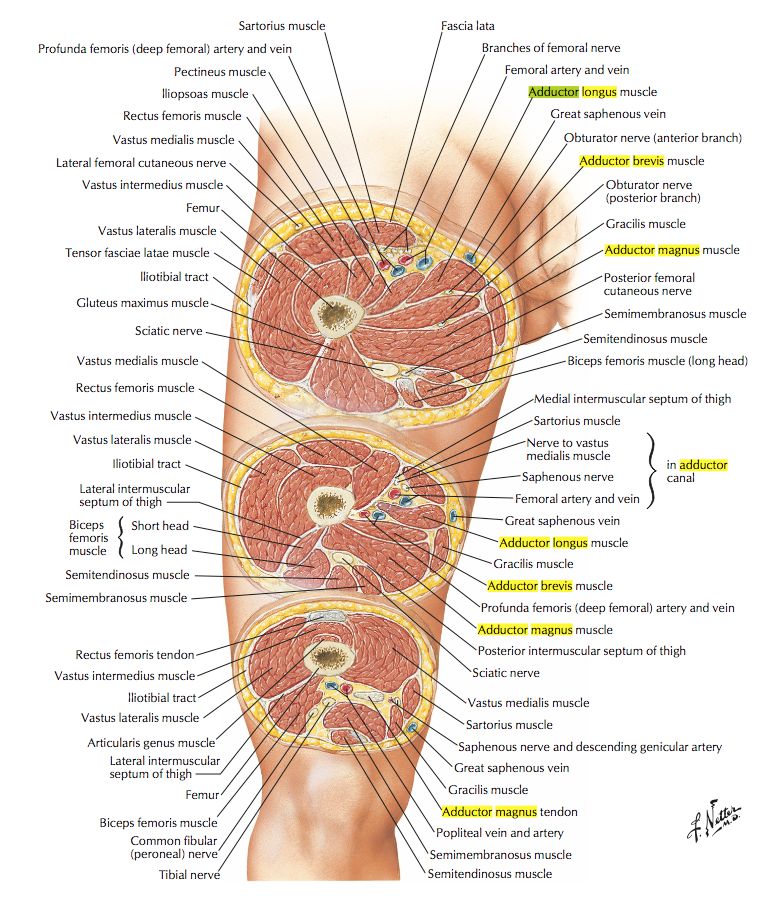 Sartorius muscle
Profunda femoris (deep femoral) artery and vein
Pectineus muscle
Iliopsoas muscle
Rectus femoris muscle
Vastus medialis muscle
Lateral femoral cutaneous nerve
Vastus intermedius muscle
Femur
Vastus lateralis muscle
Tensor fasciae latae muscle
Iliotibial tract
Gluteus maximus muscle
Sciatic nerve
Vastus medialis muscle
Rectus femoris muscle
Vastus intermedius muscle
Vastus lateralis muscle
Iliotibial tract
Lateral intermuscular
septum of thigh
Biceps
femoris
muscle
Short head
Long head
Semitendinosus muscle
Semimembranosus muscle
Rectus femoris tendon
Vastus intermedius muscle
Iliotibial tract
Vastus lateralis muscle
Articularis genus muscle
Lateral intermuscular
septum of thigh
Femur
Biceps femoris muscle
Common fibular
(peroneal) nerve
Tibial nerve
Fascia lata
Branches of femoral nerve
Femoral artery and vein
Adductor longus muscle
Great saphenous vein
Obturator nerve (anterior branch)
Adductor brevis muscle
Obturator nerve
(posterior branch)
Gracilis muscle
Adductor magnus muscle
Posterior femoral
cutaneous nerve
Semimembranosus muscle
Semitendinosus muscle
Biceps femoris muscle (long head)
Medial intermuscular septum of thigh
Sartorius muscle
Nerve to vastus
medialis muscle
Saphenous nerve
Femoral artery and vein
in adductor
canal
Great saphenous vein
Adductor longus muscle
Gracilis muscle
Adductor brevis muscle
Profunda femoris (deep femoral) artery and vein
Adductor magnus muscle
Posterior intermuscular septum of thigh
Sciatic nerve
Vastus medialis muscle
Sartorius muscle
Saphenous nerve and descending genicular artery
Great saphenous vein
Gracilis muscle
Adductor magnus tendon
Popliteal vein and artery
Semimembranosus muscle
Semitendinosus muscle
F. Netter
M.D.